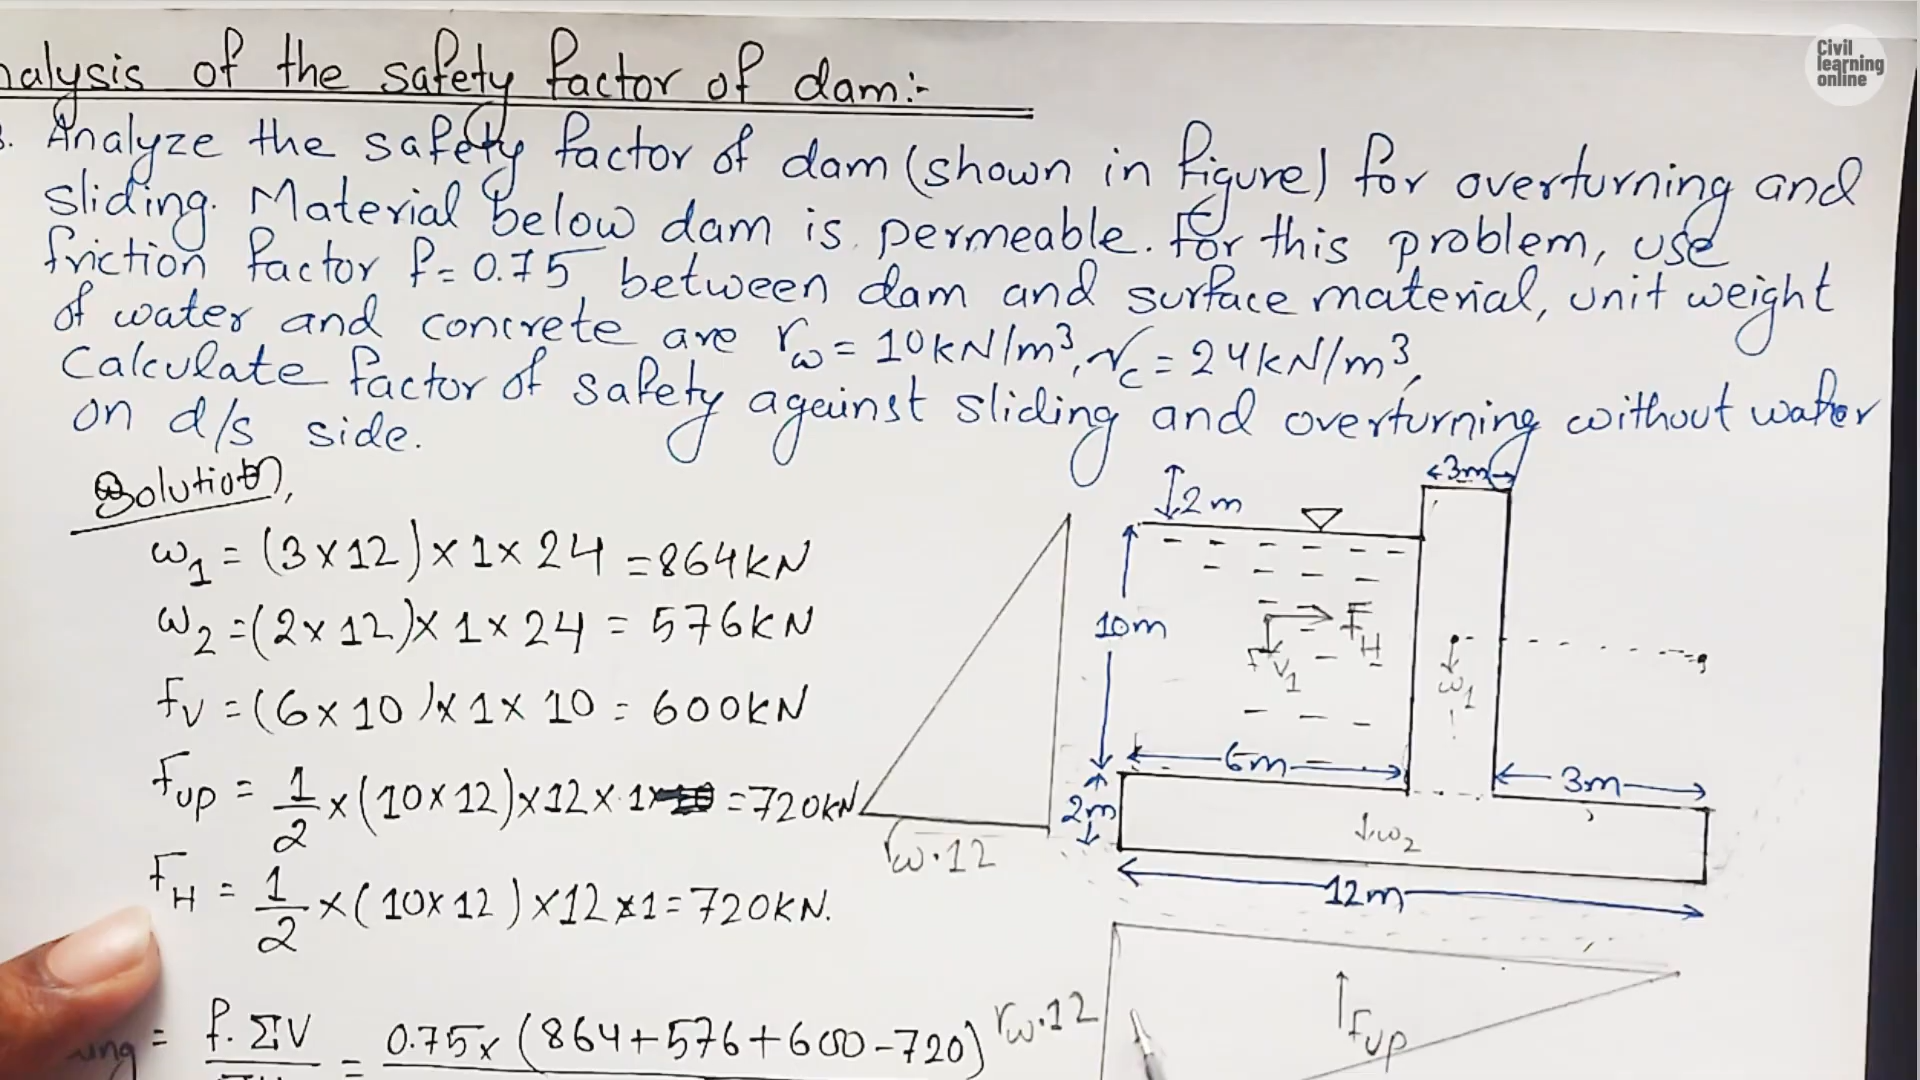 nalysis of the safety factor of dam:-
3. Analyze the safety factor of dam (shown in figure) for overturning and
sliding. Material below dam is permeable. for this problem, use
friction factor f=0.75 between dam and surface material, unit weight
of water and concrete are rω = 10kN/m³, rc = 24kN/m³,
Calculate factor of safety against sliding and overturning without water
on d/s side.
Solution,
ω1 = (3×12)×1×24 = 864kN
ω2 = (2×12)×1×24 = 576kN
fv = (6×10)×1×10 = 600kN
Fup = 1/2 ×(10×12)×12×1 = 720kN
FH = 1/2 ×(10×12)×12×1 = 720kN.
= f.ΣV = 0.75×(864+576+600-720)
3m
2m
10m
FH
FV1
ω1
6m
3m
2m
↓ω2
12m
rω.12
rω.12
↑Fup
Civil
learning
online